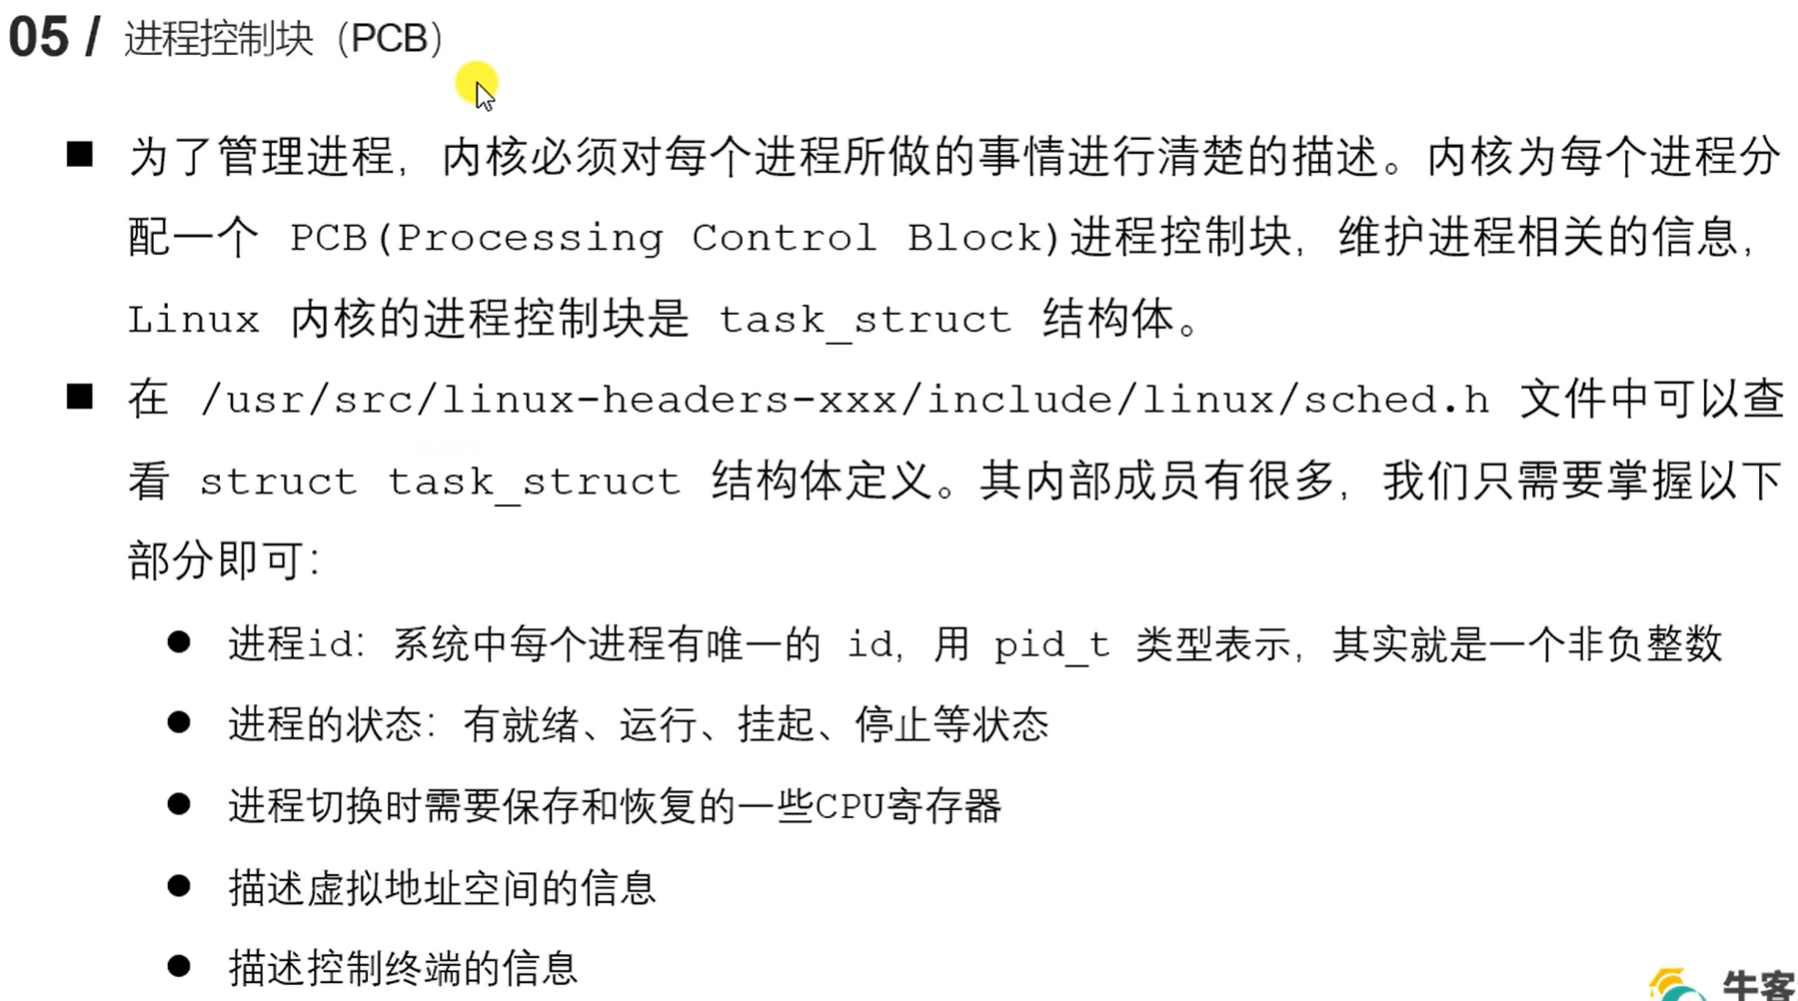 05 / 进程控制块（PCB）
■ 为了管理进程，内核必须对每个进程所做的事情进行清楚的描述。内核为每个进程分
配一个 PCB(Processing Control Block)进程控制块，维护进程相关的信息，
Linux 内核的进程控制块是 task_struct 结构体。
■ 在 /usr/src/linux-headers-xxx/include/linux/sched.h 文件中可以查
看 struct task_struct 结构体定义。其内部成员有很多，我们只需要掌握以下
部分即可：
● 进程id：系统中每个进程有唯一的 id，用 pid_t 类型表示，其实就是一个非负整数
● 进程的状态：有就绪、运行、挂起、停止等状态
● 进程切换时需要保存和恢复的一些CPU寄存器
● 描述虚拟地址空间的信息
● 描述控制终端的信息
牛客